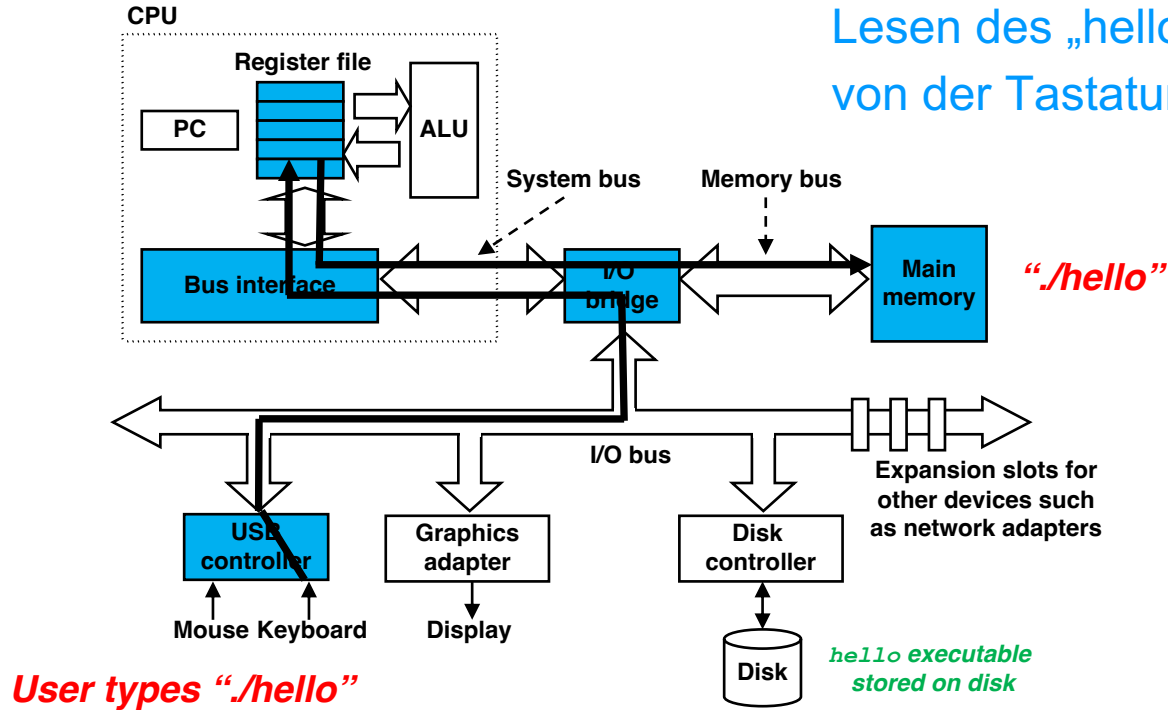 CPU
Lesen des „hello
von der Tastatur
Register file
PC
ALU
System bus
Memory bus
Bus interface
I/O
bridge
Main
memory
“./hello”
I/O bus
Expansion slots for
other devices such
as network adapters
USB
controller
Graphics
adapter
Disk
controller
Mouse Keyboard
Display
Disk
hello executable
stored on disk
User types “./hello”